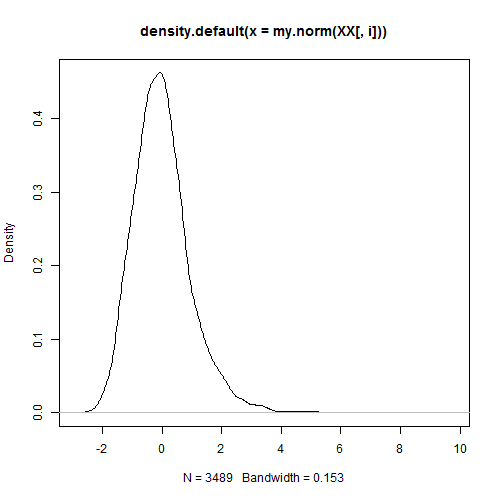 density.default(x = my.norm(XX[, i]))
Density
0.4
0.3
0.2
0.1
0.0
-2 0 2 4 6 8 10
N = 3489 Bandwidth = 0.153